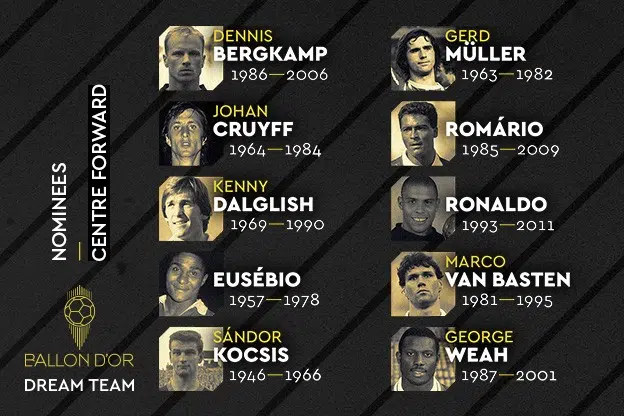 NOMINEES
CENTRE FORWARD
BALLON D'OR
DREAM TEAM
DENNIS
BERGKAMP
1986—2006
JOHAN
CRUYFF
1964—1984
KENNY
DALGLISH
1969—1990
EUSÉBIO
1957—1978
SÁNDOR
KOCSIS
1946—1966
GERD
MÜLLER
1963—1982
ROMÁRIO
1985—2009
RONALDO
1993—2011
MARCO
VAN BASTEN
1981—1995
GEORGE
WEAH
1987—2001